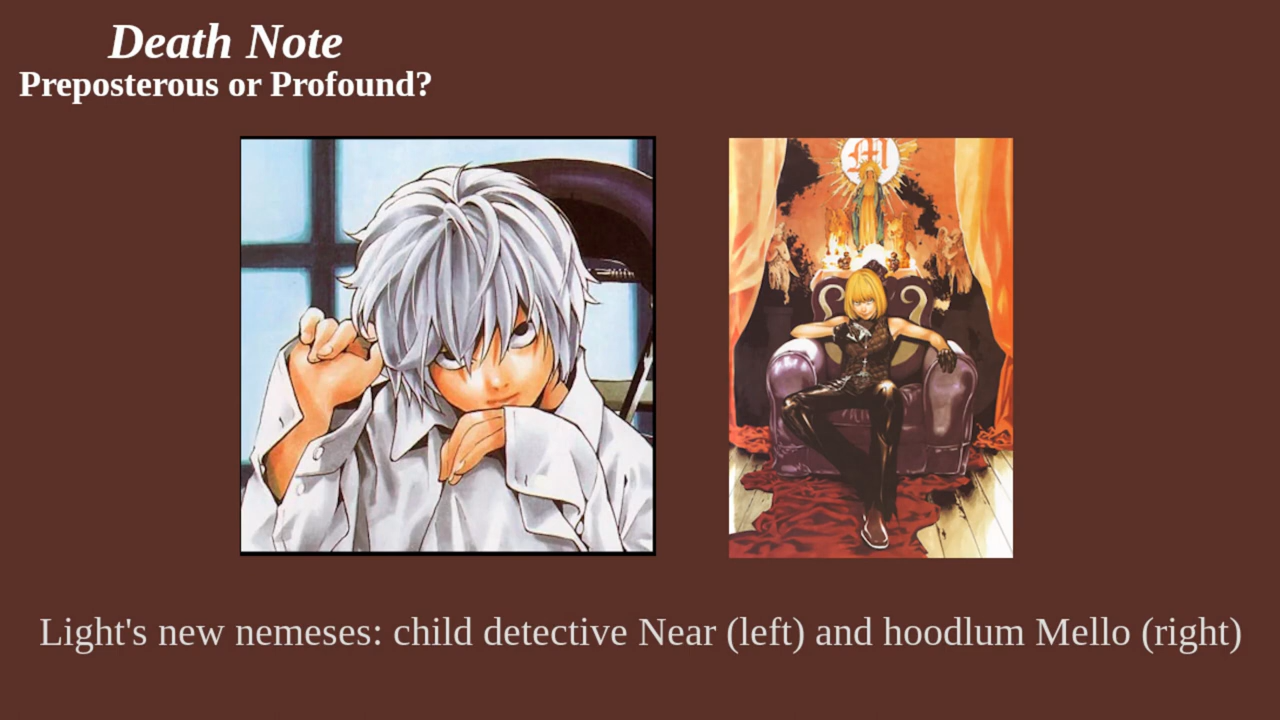 Death Note
Preposterous or Profound?
M
Light's new nemeses: child detective Near (left) and hoodlum Mello (right)